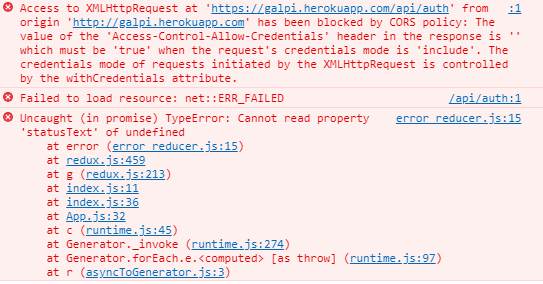 Access to XMLHttpRequest at 'https://galpi.herokuapp.com/api/auth' from :1
origin 'http://galpi.herokuapp.com' has been blocked by CORS policy: The
value of the 'Access-Control-Allow-Credentials' header in the response is ''
which must be 'true' when the request's credentials mode is 'include'. The
credentials mode of requests initiated by the XMLHttpRequest is controlled
by the withCredentials attribute.
Failed to load resource: net::ERR_FAILED /api/auth:1
Uncaught (in promise) TypeError: Cannot read property error reducer.js:15
'statusText' of undefined
at error (error reducer.js:15)
at redux.js:459
at g (redux.js:213)
at index.js:11
at index.js:36
at App.js:32
at c (runtime.js:45)
at Generator._invoke (runtime.js:274)
at Generator.forEach.e.<computed> [as throw] (runtime.js:97)
at r (asyncToGenerator.js:3)